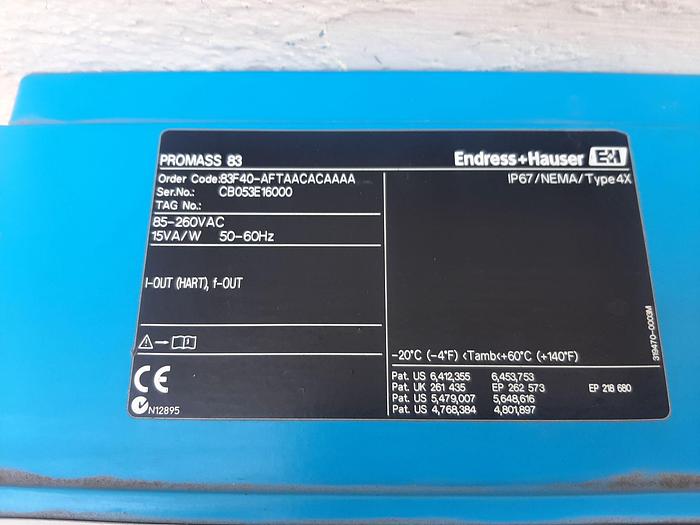 PROMASS 83
Endress+Hauser E+H
Order Code: 83F40-AFTAACACAAAA
IP67/NEMA/Type4X
Ser.No.: CB053E16000
TAG No.:
85-260VAC
15VA/W 50-60Hz
I-OUT (HART), f-OUT
-20°C (-4°F) <Tamb<+60°C (+140°F)
319470-0003M
CE
N12895
Pat. US 6,412,355 6,453,753
Pat. UK 261 435 EP 262 573 EP 218 680
Pat. US 5,479,007 5,648,616
Pat. US 4,768,384 4,801,897